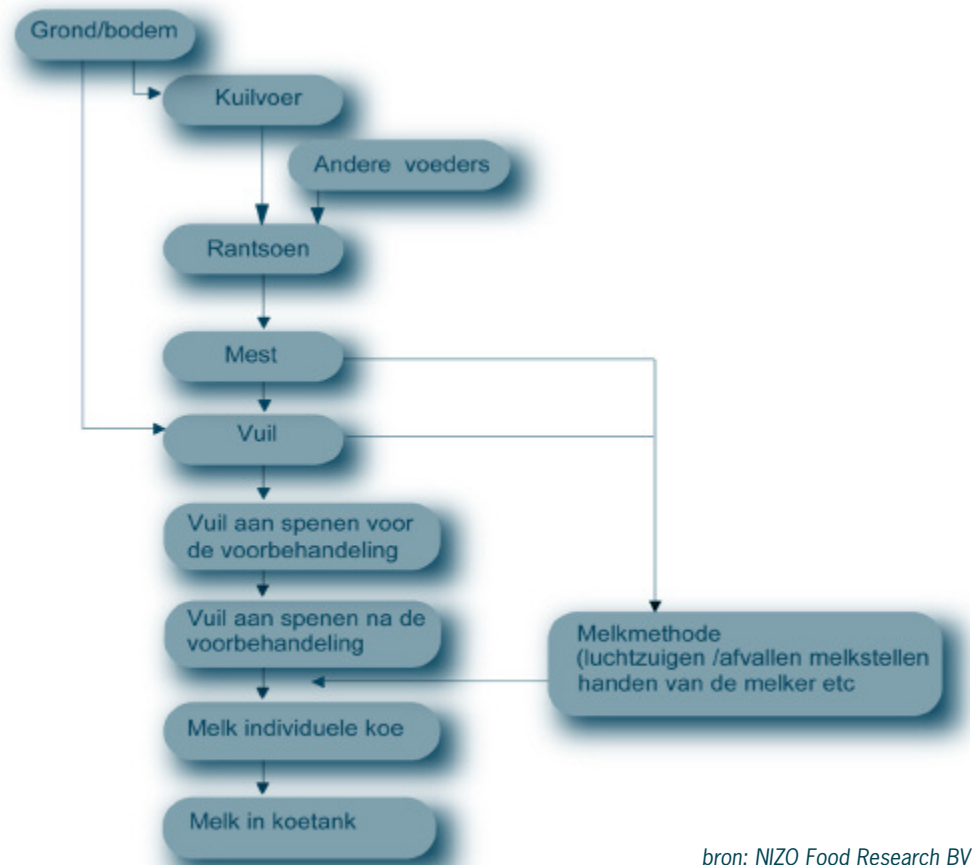 Grond/bodem
Kuilvoer
Andere voeders
Rantsoen
Mest
Vuil
Vuil aan spenen voor
de voorbehandeling
Vuil aan spenen na de
voorbehandeling
Melkmethode
(luchtzuigen /afvallen melkstellen
handen van de melker etc
Melk individuele koe
Melk in koetank
bron: NIZO Food Research BV